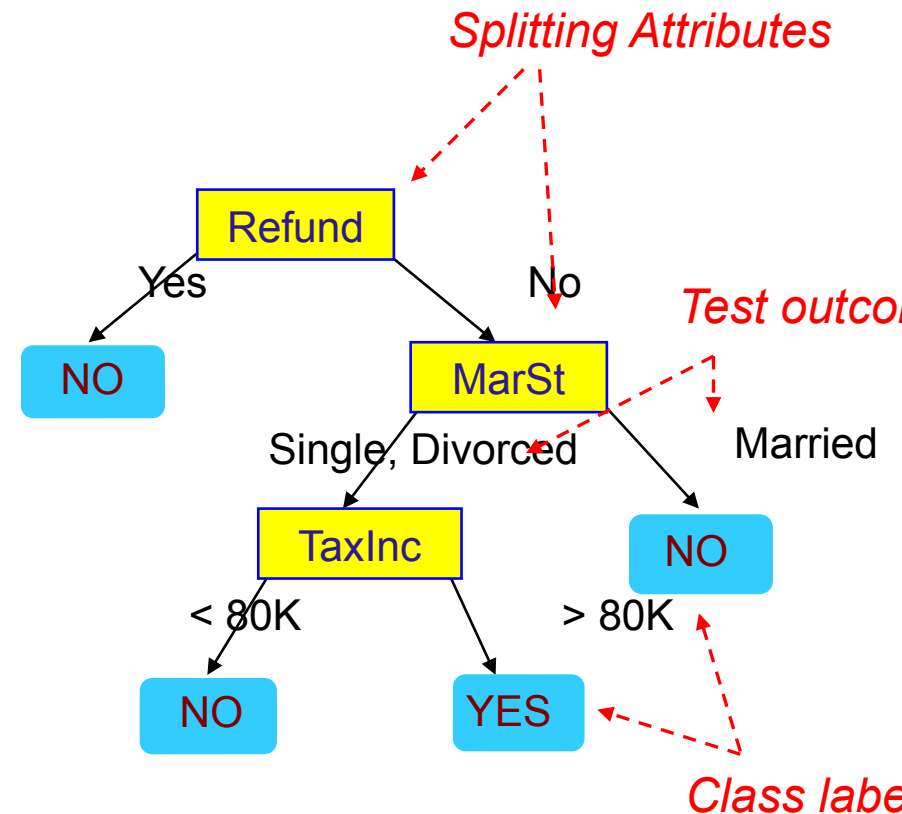 Splitting Attributes
Refund
Yes
No
Test outco
NO
MarSt
Single, Divorced
Married
TaxInc
NO
< 80K
> 80K
NO
YES
Class labe